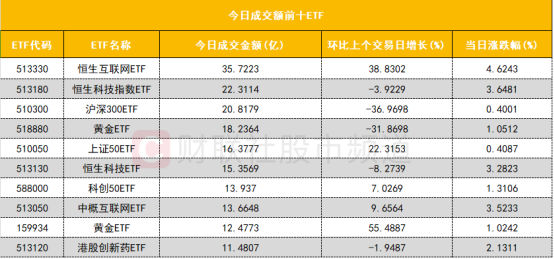 今日成交额前十ETF
ETF代码 ETF名称 今日成交金额(亿) 环比上个交易日增长(%) 当日涨跌幅(%)
513330 恒生互联网ETF 35.7223 38.8302 4.6243
513180 恒生科技指数ETF 22.3114 -3.9229 3.6481
510300 沪深300ETF 20.8179 -36.9698 0.4001
518880 黄金ETF 18.2364 -31.8698 1.0512
510050 上证50ETF 16.3777 22.3153 0.4087
513130 恒生科技ETF 15.3569 -8.2739 3.2823
588000 科创50ETF 13.937 7.0269 1.3106
513050 中概互联网ETF 13.6648 9.6564 3.5233
159934 黄金ETF 12.4773 55.4887 1.0242
513120 港股创新药ETF 11.4807 -1.9487 2.1311
财联社股市频道